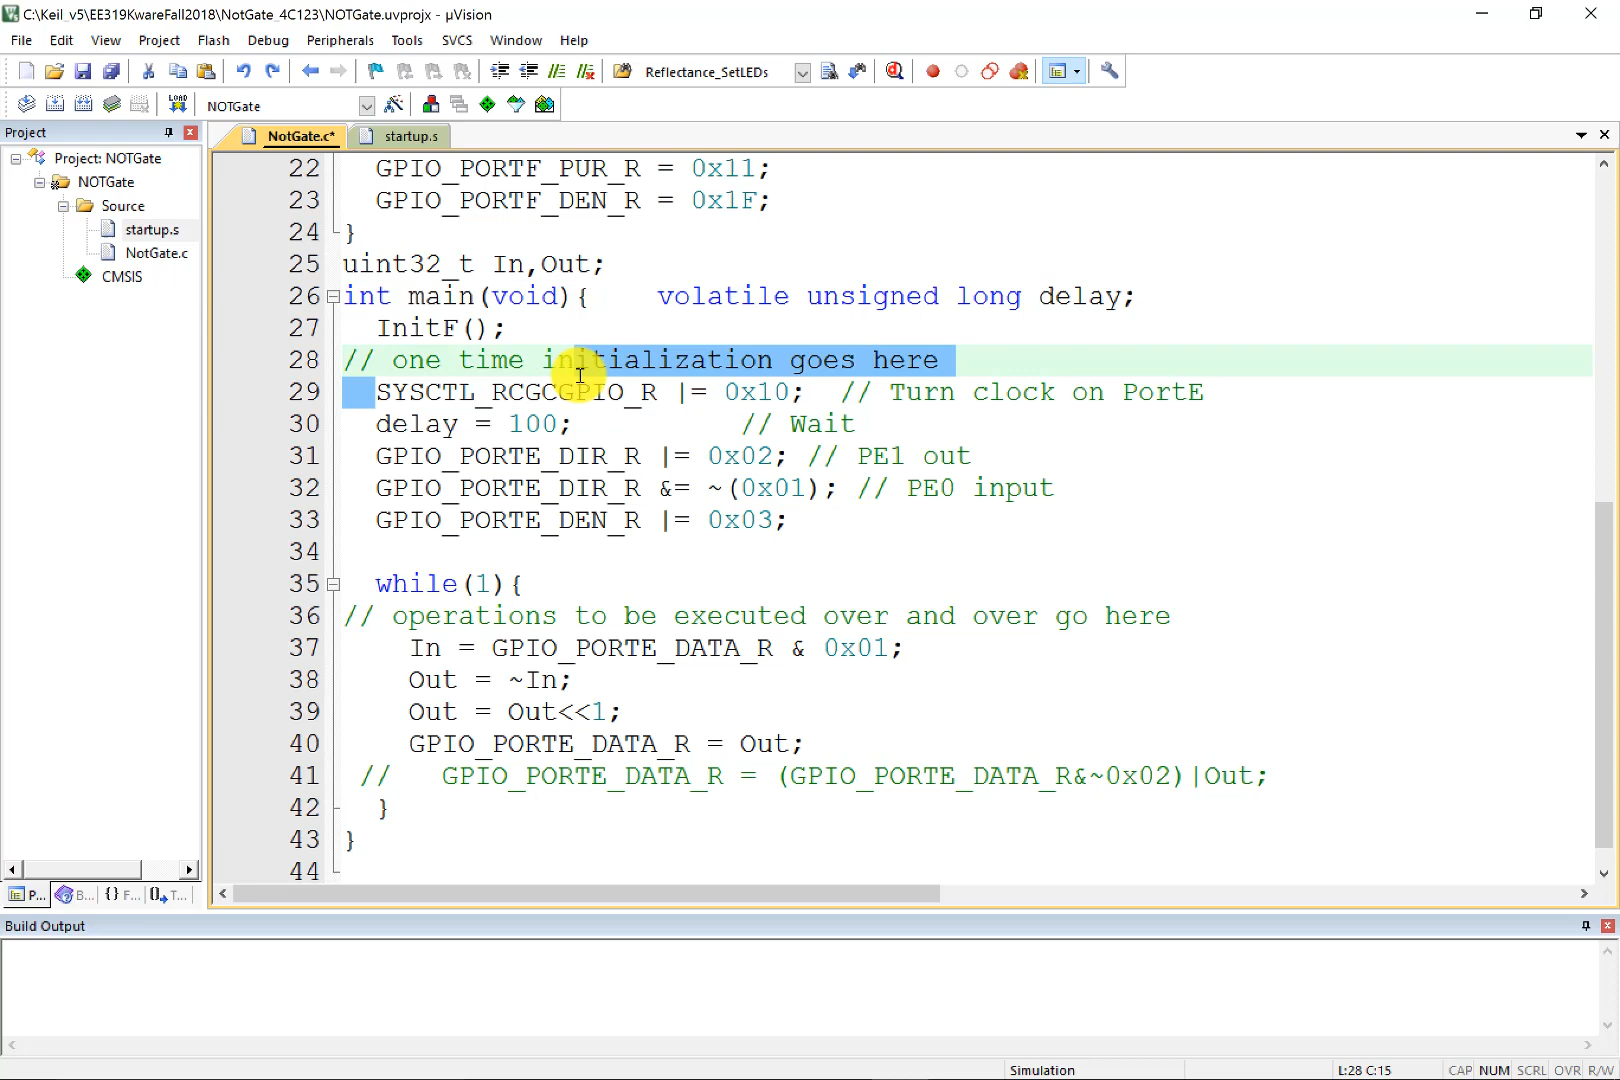 C:\Keil_v5\EE319KwareFall2018\NotGate_4C123\NOTGate.uvprojx - µVision
File Edit View Project Flash Debug Peripherals Tools SVCS Window Help
Reflectance_SetLEDs
LOAD
NOTGate
Project
NotGate.c*
startup.s
Project: NOTGate
NOTGate
Source
startup.s
NotGate.c
CMSIS
22 GPIO_PORTF_PUR_R = 0x11;
23 GPIO_PORTF_DEN_R = 0x1F;
24 }
25 uint32_t In,Out;
26 int main(void){    volatile unsigned long delay;
27 InitF();
28 // one time initialization goes here
29 SYSCTL_RCGCGPIO_R |= 0x10;  // Turn clock on PortE
30 delay = 100;          // Wait
31 GPIO_PORTE_DIR_R |= 0x02; // PE1 out
32 GPIO_PORTE_DIR_R &= ~(0x01); // PE0 input
33 GPIO_PORTE_DEN_R |= 0x03;
34
35 while(1){
36 // operations to be executed over and over go here
37 In = GPIO_PORTE_DATA_R & 0x01;
38 Out = ~In;
39 Out = Out<<1;
40 GPIO_PORTE_DATA_R = Out;
41 //   GPIO_PORTE_DATA_R = (GPIO_PORTE_DATA_R&~0x02)|Out;
42 }
43 }
44
P... B... {} F... 0 T...
Build Output
Simulation L:28 C:15 CAP NUM SCRL OVR R/W